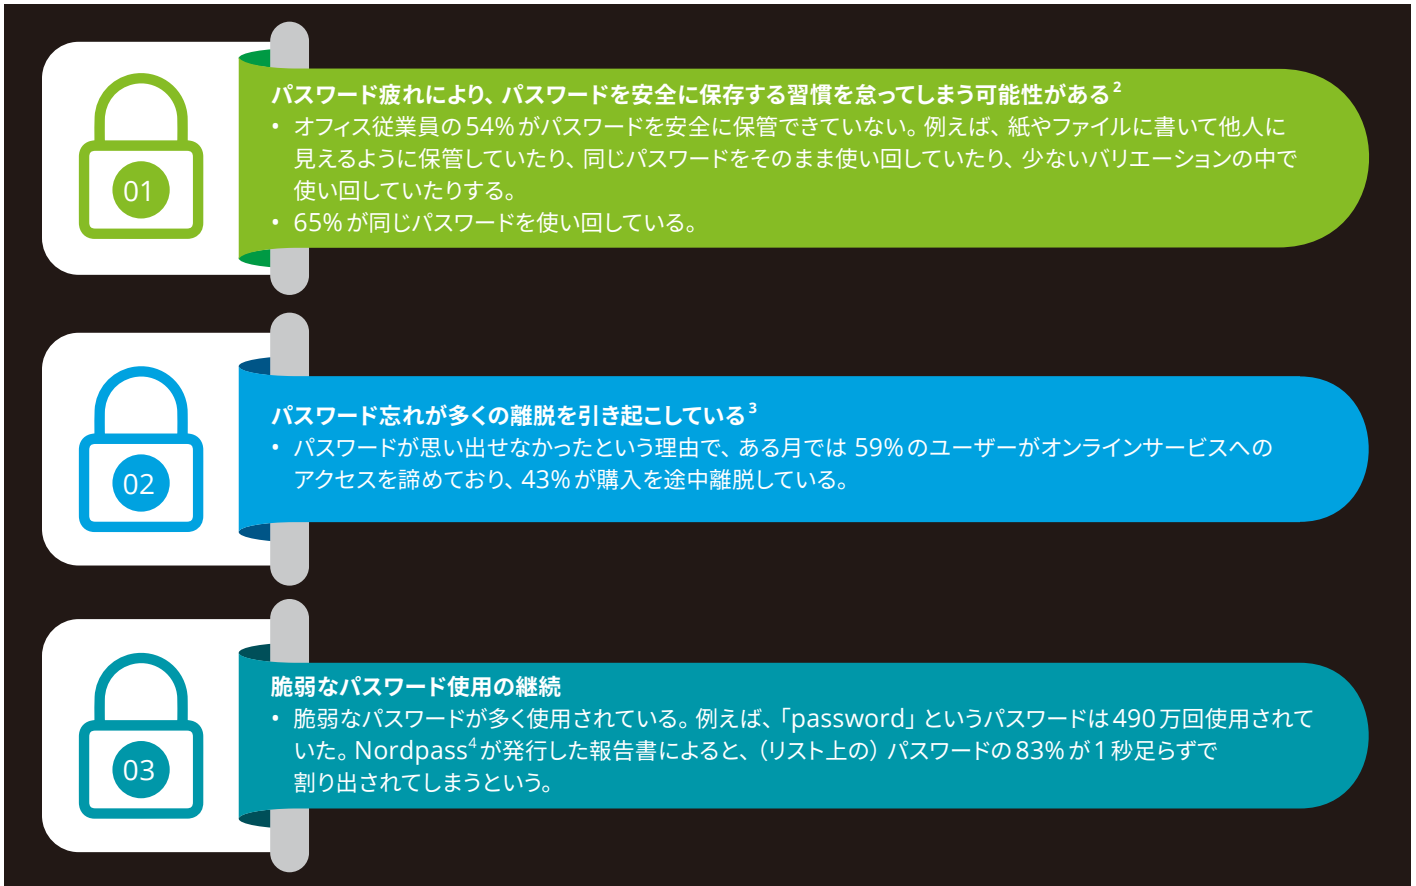 01
パスワード疲れにより、パスワードを安全に保存する習慣を怠ってしまう可能性がある2
• オフィス従業員の54%がパスワードを安全に保管できていない。例えば、紙やファイルに書いて他人に
見えるように保管していたり、同じパスワードをそのまま使い回していたり、少ないバリエーションの中で
使い回していたりする。
• 65%が同じパスワードを使い回している。
02
パスワード忘れが多くの離脱を引き起こしている3
• パスワードが思い出せなかったという理由で、ある月では 59%のユーザーがオンラインサービスへの
アクセスを諦めており、43%が購入を途中離脱している。
03
脆弱なパスワード使用の継続
• 脆弱なパスワードが多く使用されている。例えば、「password」というパスワードは490万回使用されて
いた。Nordpass4が発行した報告書によると、（リスト上の）パスワードの83%が1秒足らずで
割り出されてしまうという。